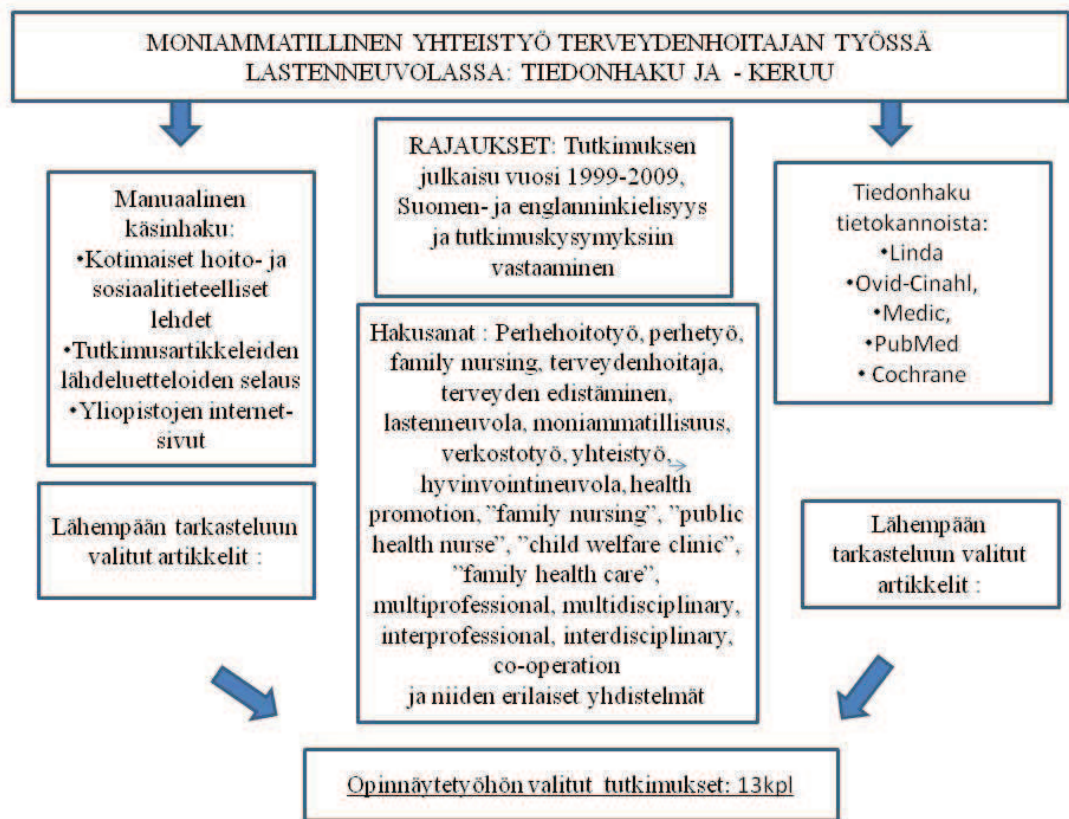 MONIAMMATILLINEN YHTEISTYÖ TERVEYDENHOITAJAN TYÖSSÄ
LASTENNEUVOLASSA: TIEDONHAKU JA - KERUU
Manuaalinen
käsinhaku:
•Kotimaiset hoito- ja
sosiaalitieteelliset
lehdet
•Tutkimusartikkeleiden
lähdeluetteloiden selaus
•Yliopistojen internet-
sivut
RAJAUKSET: Tutkimuksen
julkaisu vuosi 1999-2009,
Suomen- ja englanninkielisyys
ja tutkimuskysymyksiin
vastaaminen
Tiedonhaku
tietokannoista:
•Linda
•Ovid-Cinahl,
•Medic,
•PubMed
• Cochrane
Hakusanat : Perhehoitotyö, perhetyö,
family nursing, terveydenhoitaja,
terveyden edistäminen,
lastenneuvola, moniammatillisuus,
verkostotyö, yhteistyö,
hyvinvointineuvola, health
promotion, ”family nursing”, ”public
health nurse”, ”child welfare clinic”,
”family health care”,
multiprofessional, multidisciplinary,
interprofessional, interdisciplinary,
co-operation
ja niiden erilaiset yhdistelmät
Lähempään tarkasteluun
valitut artikkelit :
Lähempään
tarkasteluun valitut
artikkelit :
Opinnäytetyöhön valitut tutkimukset: 13kpl